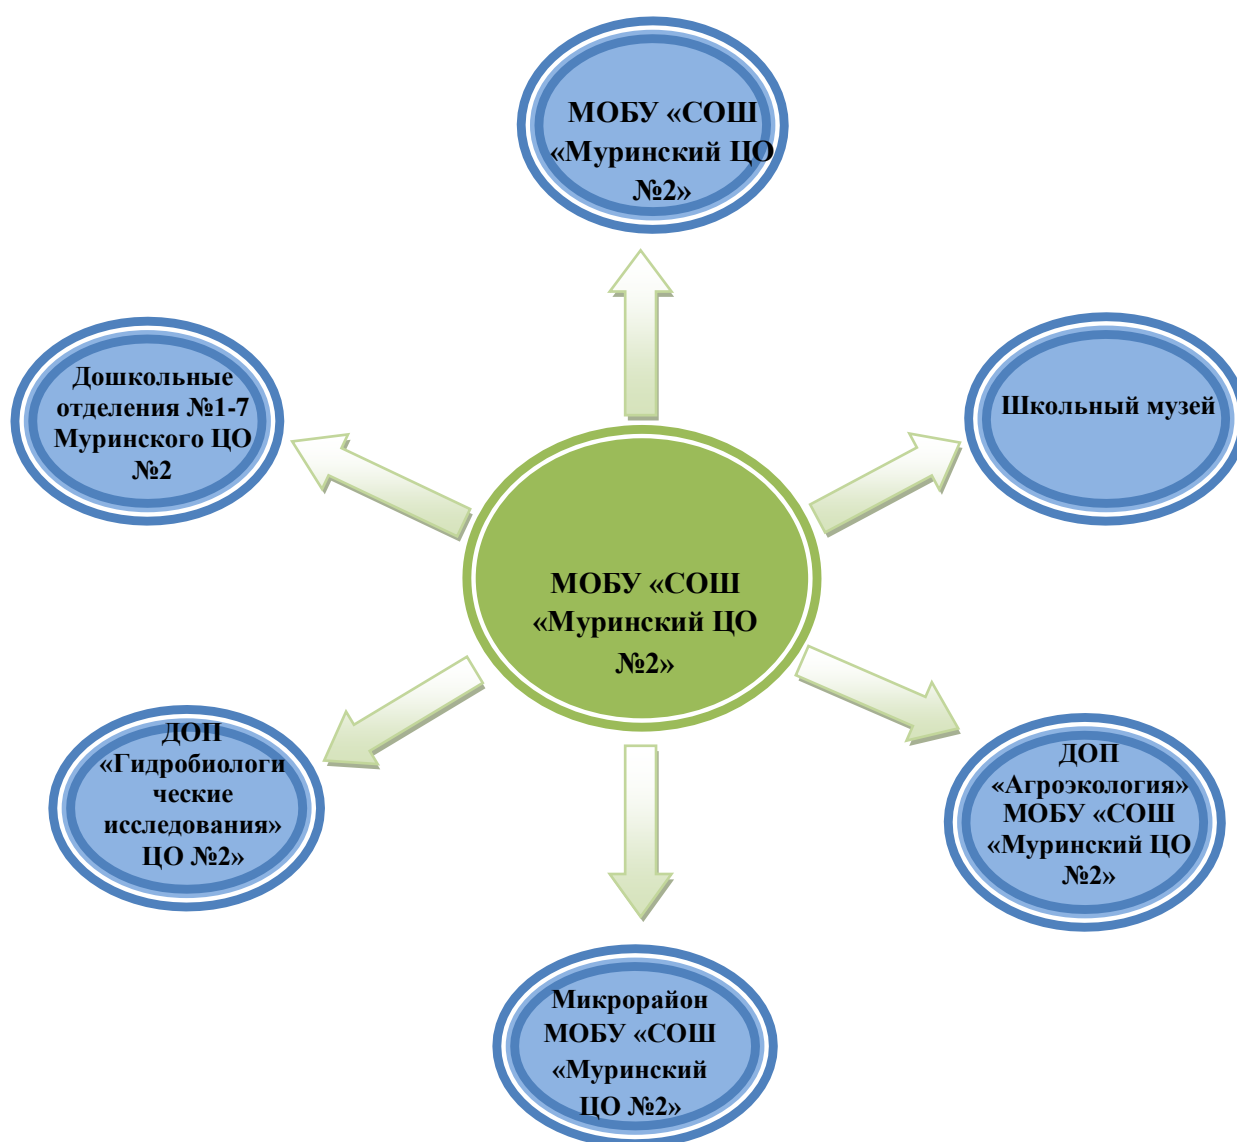 МОБУ «СОШ
«Муринский ЦО
№2»
Дошкольные
отделения №1-7
Муринского ЦО
№2
Школьный музей
МОБУ «СОШ
«Муринский ЦО
№2»
ДОП
«Гидробиологи
ческие
исследования»
ЦО №2»
ДОП
«Агроэкология»
МОБУ «СОШ
«Муринский ЦО
№2»
Микрорайон
МОБУ «СОШ
«Муринский
ЦО №2»